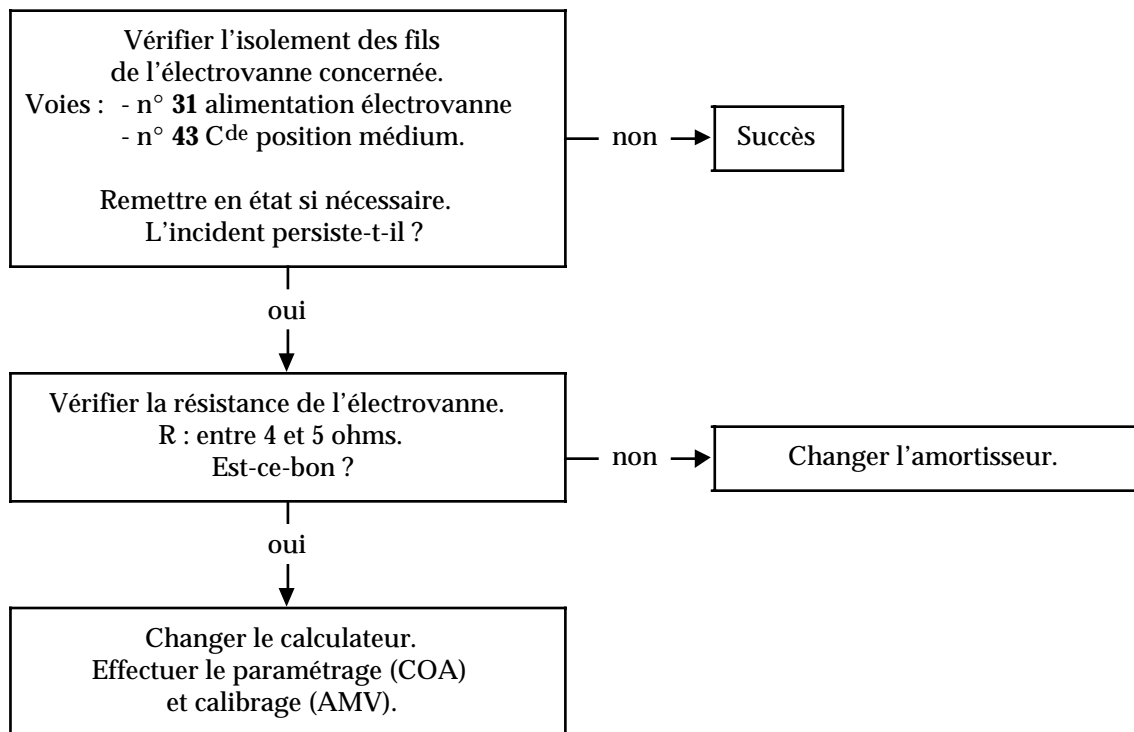 Vérifier l’isolement des fils
de l’électrovanne concernée.
Voies : - n° 31 alimentation électrovanne
- n° 43 Cde position médium.
non
Succès
Remettre en état si nécessaire.
L’incident persiste-t-il ?
oui
Vérifier la résistance de l’électrovanne.
R : entre 4 et 5 ohms.
Est-ce-bon ?
non
Changer l’amortisseur.
oui
Changer le calculateur.
Effectuer le paramétrage (COA)
et calibrage (AMV).